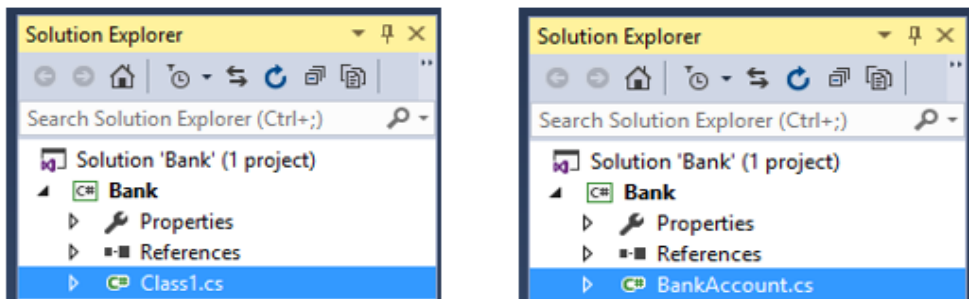 Solution Explorer
Search Solution Explorer (Ctrl+;)
Solution 'Bank' (1 project)
C# Bank
Properties
References
C# Class1.cs
Solution Explorer
Search Solution Explorer (Ctrl+;)
Solution 'Bank' (1 project)
C# Bank
Properties
References
C# BankAccount.cs